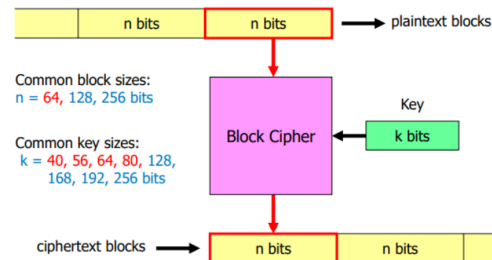 n bits
n bits
plaintext blocks
Common block sizes:
n = 64, 128, 256 bits
Key
Block Cipher
k bits
Common key sizes:
k = 40, 56, 64, 80, 128,
168, 192, 256 bits
ciphertext blocks
n bits
n bits